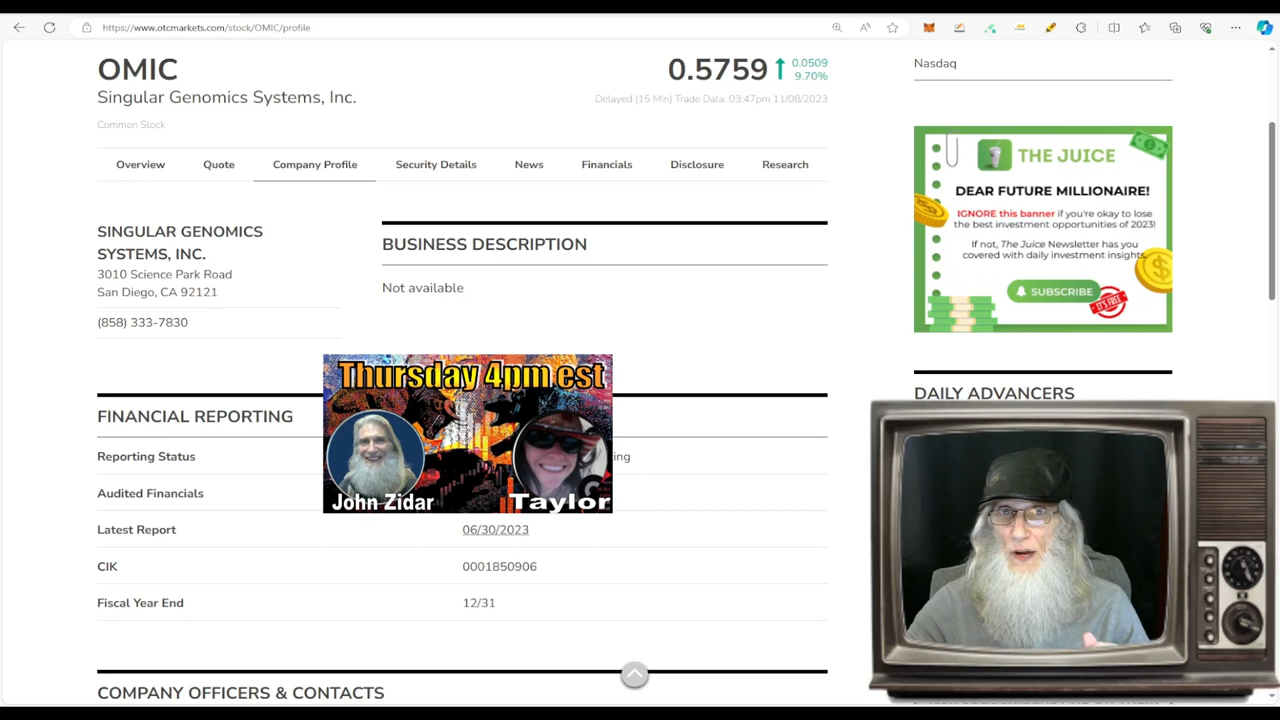 https://www.otcmarkets.com/stock/OMIC/profile
OMIC
0.5759
0.0509
9.70%
Singular Genomics Systems, Inc.
Delayed (15 Min) Trade Data: 03:47pm 11/08/2023
Common Stock
Overview
Quote
Company Profile
Security Details
News
Financials
Disclosure
Research
SINGULAR GENOMICS
SYSTEMS, INC.
3010 Science Park Road
San Diego, CA 92121
(858) 333-7830
BUSINESS DESCRIPTION
Not available
Thursday 4pm est
John Zidar
Taylor
FINANCIAL REPORTING
Reporting Status
ing
Audited Financials
Latest Report
06/30/2023
CIK
0001850906
Fiscal Year End
12/31
COMPANY OFFICERS & CONTACTS
Nasdaq
THE JUICE
DEAR FUTURE MILLIONAIRE!
IGNORE this banner if you're okay to lose
the best investment opportunities of 2023!
If not, The Juice Newsletter has you
covered with daily investment insights.
SUBSCRIBE
IT'S FREE
DAILY ADVANCERS